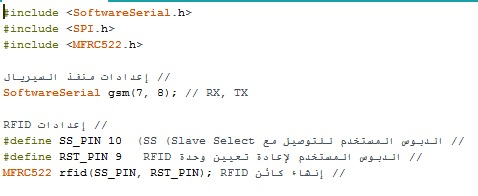 #include <SoftwareSerial.h>
#include <SPI.h>
#include <MFRC522.h>
// إعدادات منفذ السيريال
SoftwareSerial gsm(7, 8); // RX, TX
// إعدادات RFID
#define SS_PIN 10 // الدبوس المستخدم للتوصيل مع SS (Slave Select)
#define RST_PIN 9 // الدبوس المستخدم لإعادة تعيين وحدة RFID
MFRC522 rfid(SS_PIN, RST_PIN); // إنشاء كائن RFID